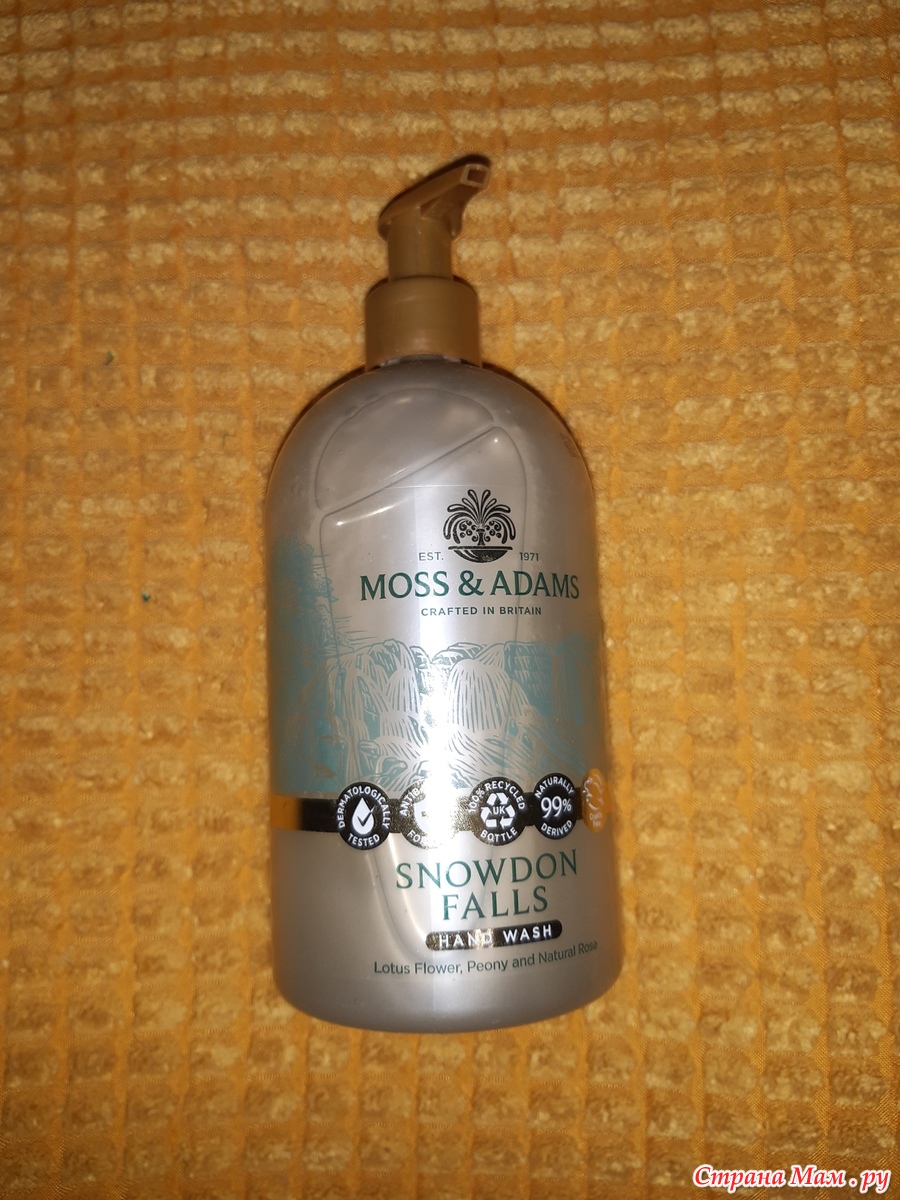 EST. 1971
MOSS & ADAMS
CRAFTED IN BRITAIN
DERMATOLOGICALLY
TESTED
100% RECYCLED
UK
BOTTLE
NATURALLY
99%
DERIVED
SNOWDON
FALLS
HAND WASH
Lotus Flower, Peony and Natural Rose
Страна Мам.ру